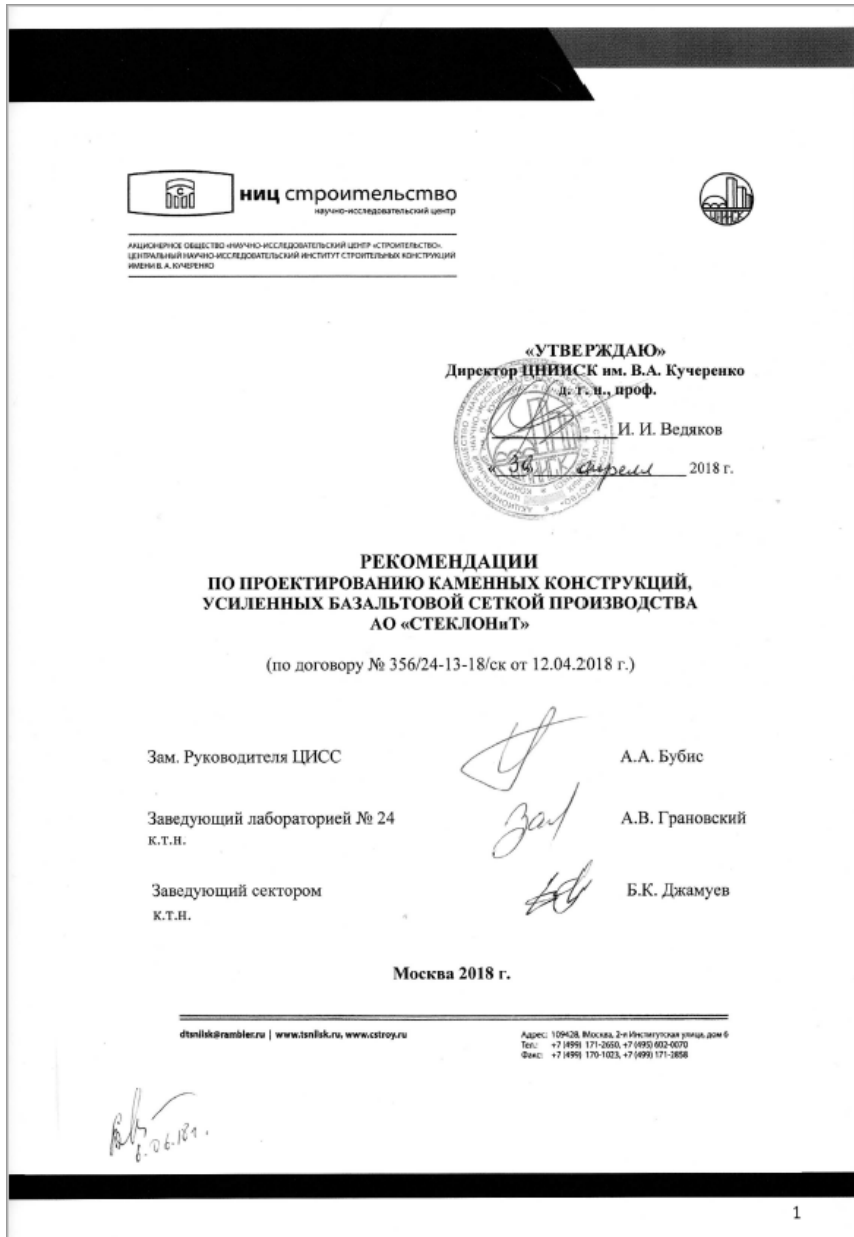 НИЦ строительство
научно-исследовательский центр
ЦНИИСК
АКЦИОНЕРНОЕ ОБЩЕСТВО «НАУЧНО-ИССЛЕДОВАТЕЛЬСКИЙ ЦЕНТР «СТРОИТЕЛЬСТВО».
ЦЕНТРАЛЬНЫЙ НАУЧНО-ИССЛЕДОВАТЕЛЬСКИЙ ИНСТИТУТ СТРОИТЕЛЬНЫХ КОНСТРУКЦИЙ
ИМЕНИ В. А. КУЧЕРЕНКО
«УТВЕРЖДАЮ»
Директор ЦНИИСК им. В.А. Кучеренко
д. т. н., проф.
И. И. Ведяков
апреля 2018 г.
РЕКОМЕНДАЦИИ
ПО ПРОЕКТИРОВАНИЮ КАМЕННЫХ КОНСТРУКЦИЙ,
УСИЛЕННЫХ БАЗАЛЬТОВОЙ СЕТКОЙ ПРОИЗВОДСТВА
АО «СТЕКЛОНиТ»
(по договору № 356/24-13-18/ск от 12.04.2018 г.)
Зам. Руководителя ЦИСС А.А. Бубис
Заведующий лабораторией № 24 А.В. Грановский
к.т.н.
Заведующий сектором Б.К. Джамуев
к.т.н.
Москва 2018 г.
dtsniisk@rambler.ru | www.tsniisk.ru, www.cstroy.ru
Адрес: 109428, Москва, 2-я Институтская улица, дом 6
Тел.: +7 (499) 171-2650, +7 (495) 602-0070
Факс: +7 (499) 170-1023, +7 (499) 171-2858
1